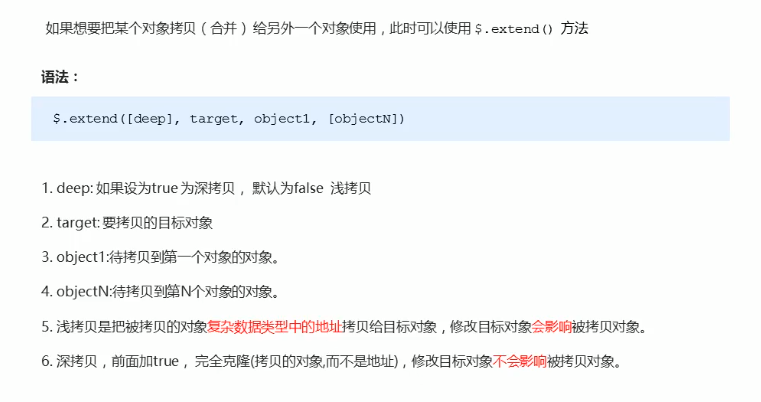 如果想要把某个对象拷贝（合并）给另外一个对象使用，此时可以使用 $.extend() 方法
语法：
$.extend([deep], target, object1, [objectN])
1. deep: 如果设为true 为深拷贝， 默认为false 浅拷贝
2. target: 要拷贝的目标对象
3. object1:待拷贝到第一个对象的对象。
4. objectN:待拷贝到第N个对象的对象。
5. 浅拷贝是把被拷贝的对象复杂数据类型中的地址拷贝给目标对象，修改目标对象会影响被拷贝对象。
6. 深拷贝，前面加true， 完全克隆(拷贝的对象,而不是地址)，修改目标对象不会影响被拷贝对象。